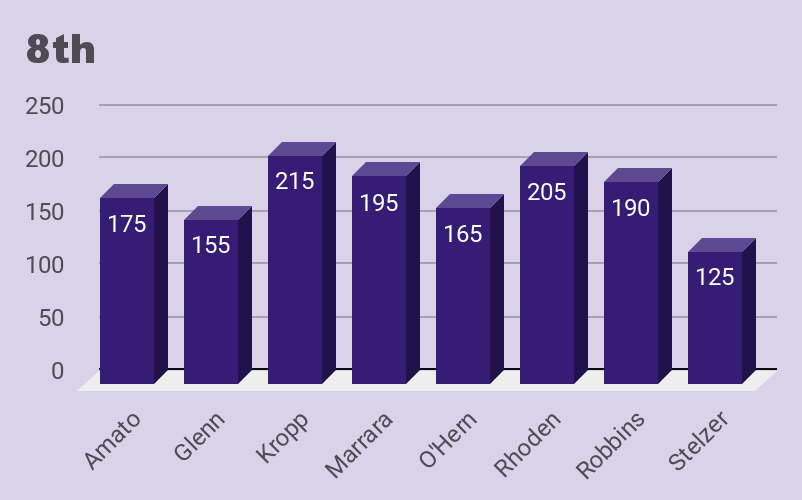 8th
250
200
150
100
50
0
175
155
215
195
165
205
190
125
Amato
Glenn
Kropp
Marrara
O'Hern
Rhoden
Robbins
Stelzer